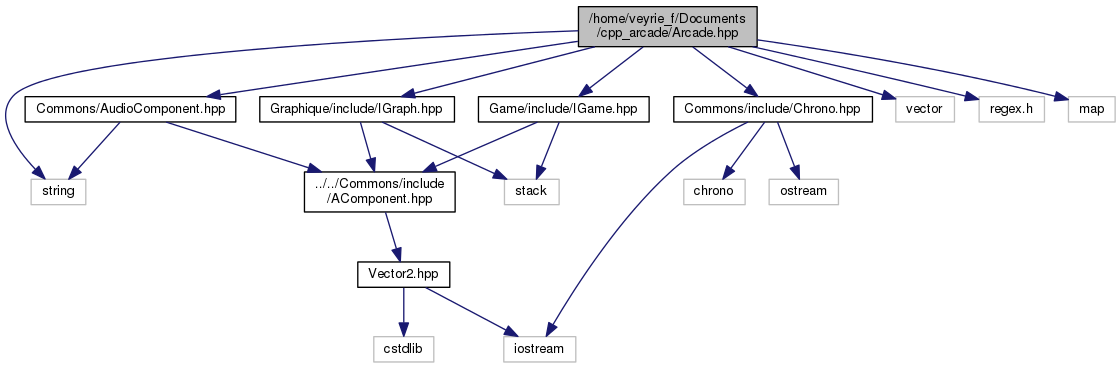 /home/veyrie_f/Documents
/cpp_arcade/Arcade.hpp
Commons/AudioComponent.hpp
Graphique/include/IGraph.hpp
Game/include/IGame.hpp
Commons/include/Chrono.hpp
vector
regex.h
map
string
../../Commons/include
/AComponent.hpp
stack
chrono
ostream
Vector2.hpp
cstdlib
iostream